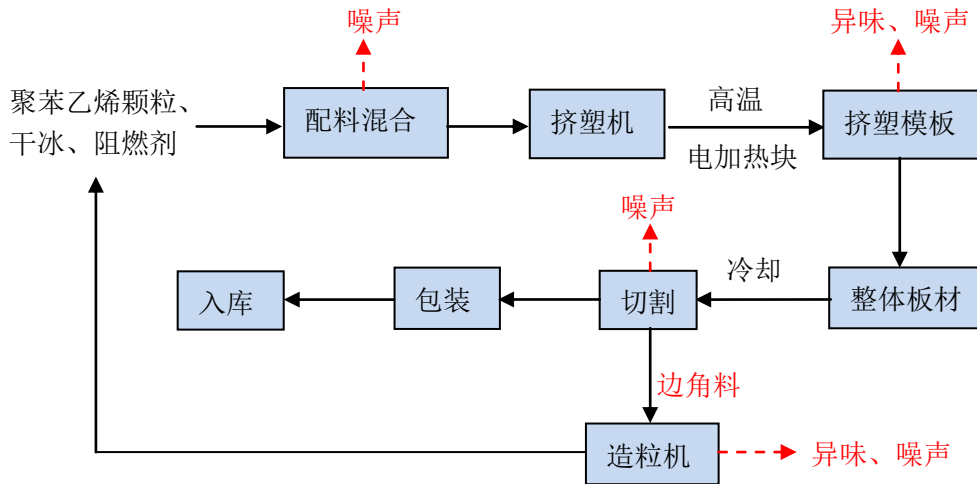 噪声
异味、噪声
聚苯乙烯颗粒、
干冰、阻燃剂
配料混合
挤塑机
高温
电加热块
挤塑模板
噪声
入库
包装
切割
冷却
整体板材
边角料
造粒机
异味、噪声